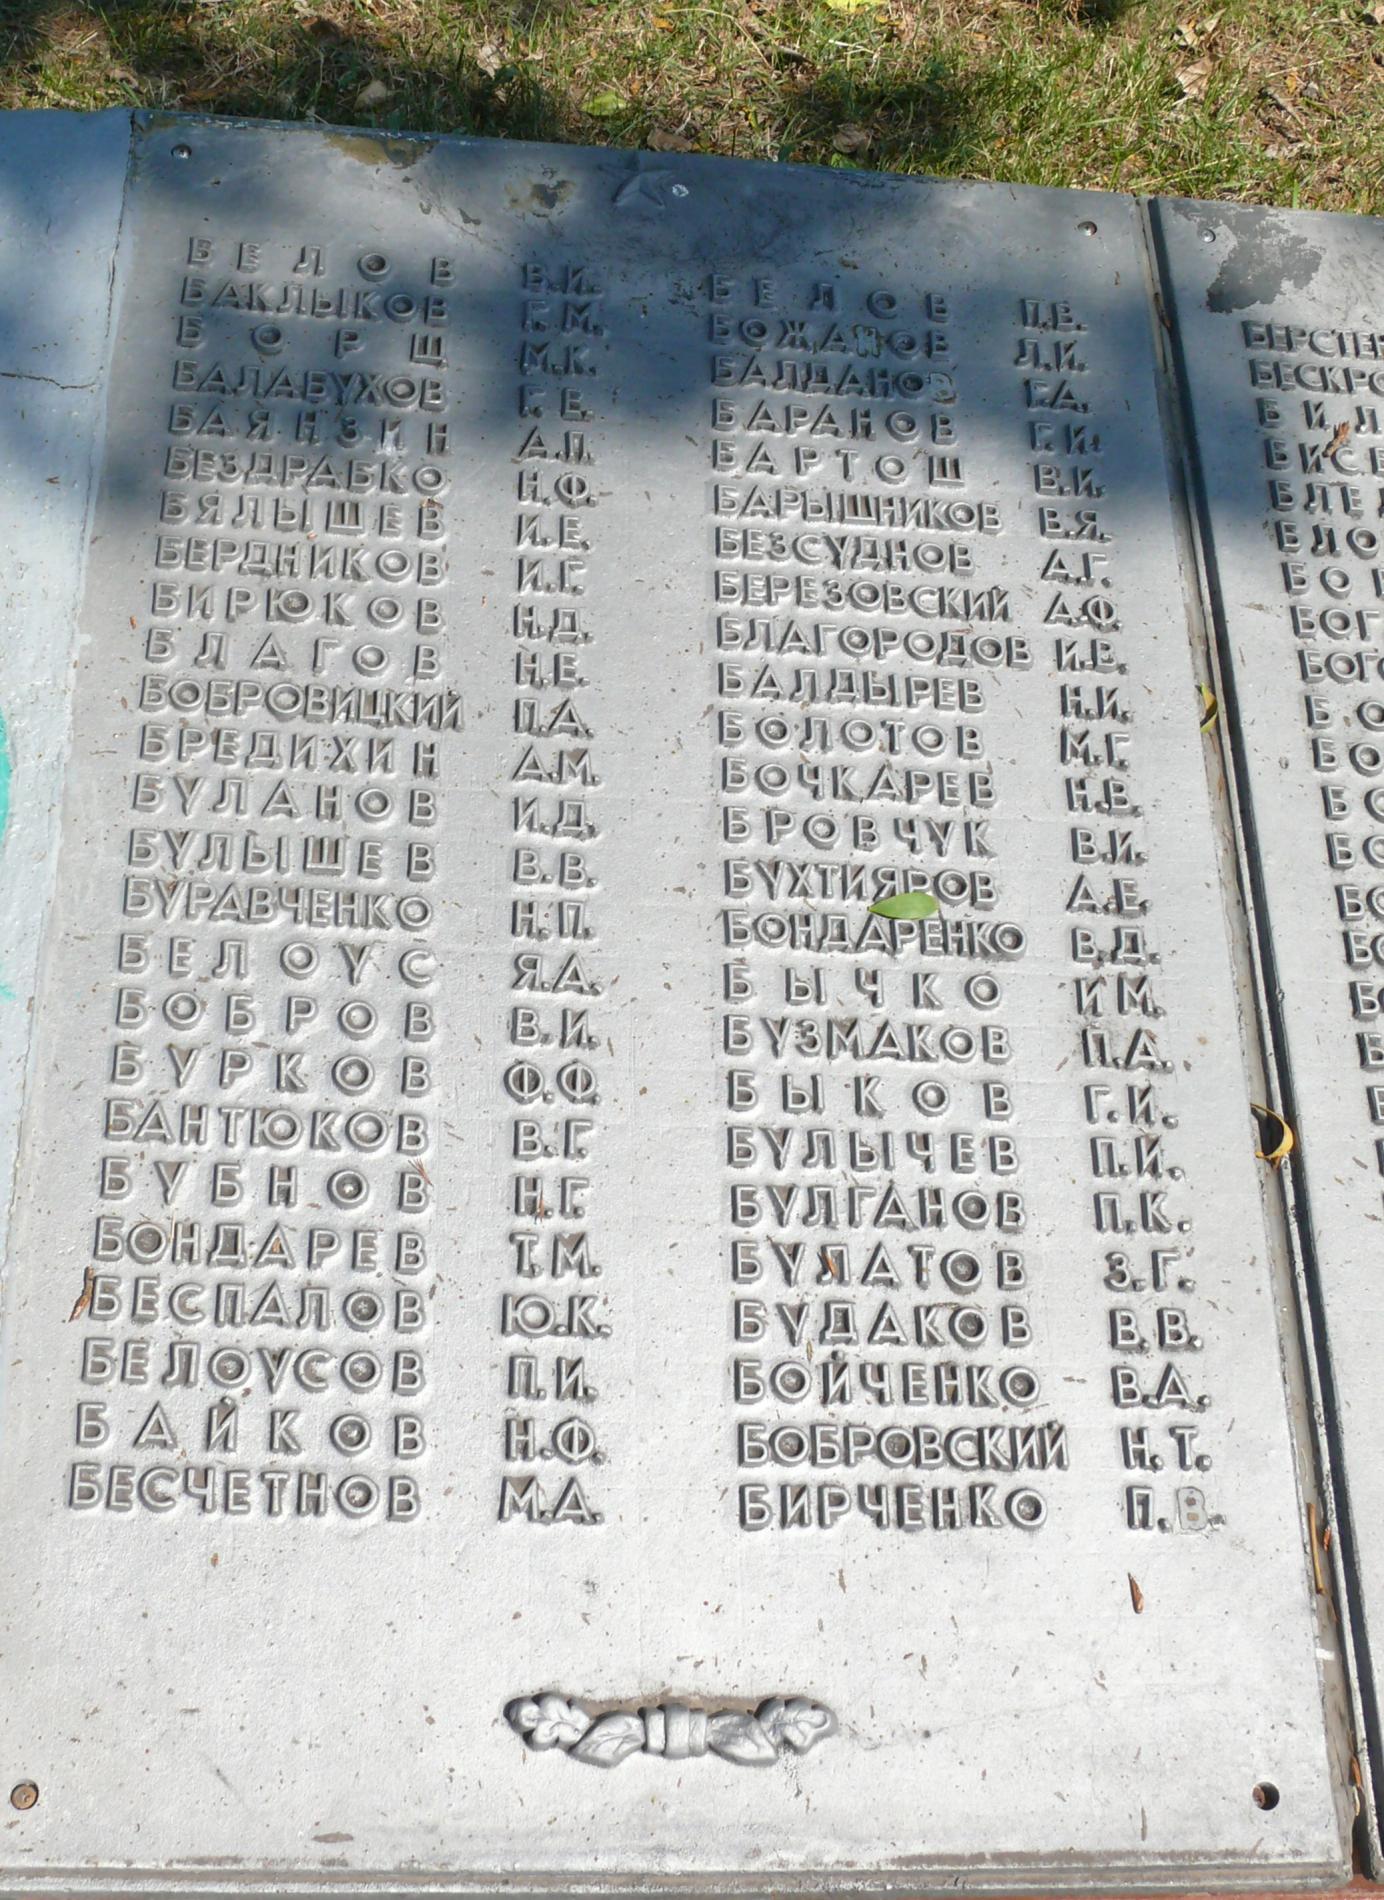 БЕЛОВ В.И.
БАКЛЫКОВ Г.М.
БОРЩ М.К.
БАЛАБУХОВ Г.Е.
БАЯНЗИН А.П.
БЕЗДРАБКО Н.Ф.
БЯЛЫШЕВ И.Е.
БЕРДНИКОВ И.Г.
БИРЮКОВ Н.Д.
БЛАГОВ Н.Е.
БОБРОВИЦКИЙ П.А.
БРЕДИХИН А.М.
БУЛАНОВ И.Д.
БУЛЫШЕВ В.В.
БУРАВЧЕНКО Н.П.
БЕЛОУС Я.А.
БОБРОВ В.И.
БУРКОВ Ф.Ф.
БАНТЮКОВ В.Г.
БУБНОВ Н.Г.
БОНДАРЕВ Т.М.
БЕСПАЛОВ Ю.К.
БЕЛОУСОВ П.И.
БАЙКОВ Н.Ф.
БЕСЧЕТНОВ М.А.
БЕЛОВ П.В.
БОЖАНОВ Л.И.
БАЛДАНОВ Г.А.
БАРАНОВ Г.И.
БАРТОШ В.И.
БАРЫШНИКОВ В.Я.
БЕЗСУДНОВ А.Г.
БЕРЕЗОВСКИЙ А.Ф.
БЛАГОРОДОВ И.В.
БАЛДЫРЕВ Н.И.
БОЛОТОВ М.Г.
БОЧКАРЕВ Н.В.
БРОВЧУК В.И.
БУХТИЯРОВ А.Е.
БОНДАРЕНКО В.Д.
БЫЧКО И М.
БУЗМАКОВ П.А.
БЫКОВ Г.И.
БУЛЫЧЕВ П.И.
БУЛГАНОВ П.К.
БУЛАТОВ З.Г.
БУДАКОВ В.В.
БОЙЧЕНКО В.А.
БОБРОВСКИЙ Н.Т.
БИРЧЕНКО П.В.